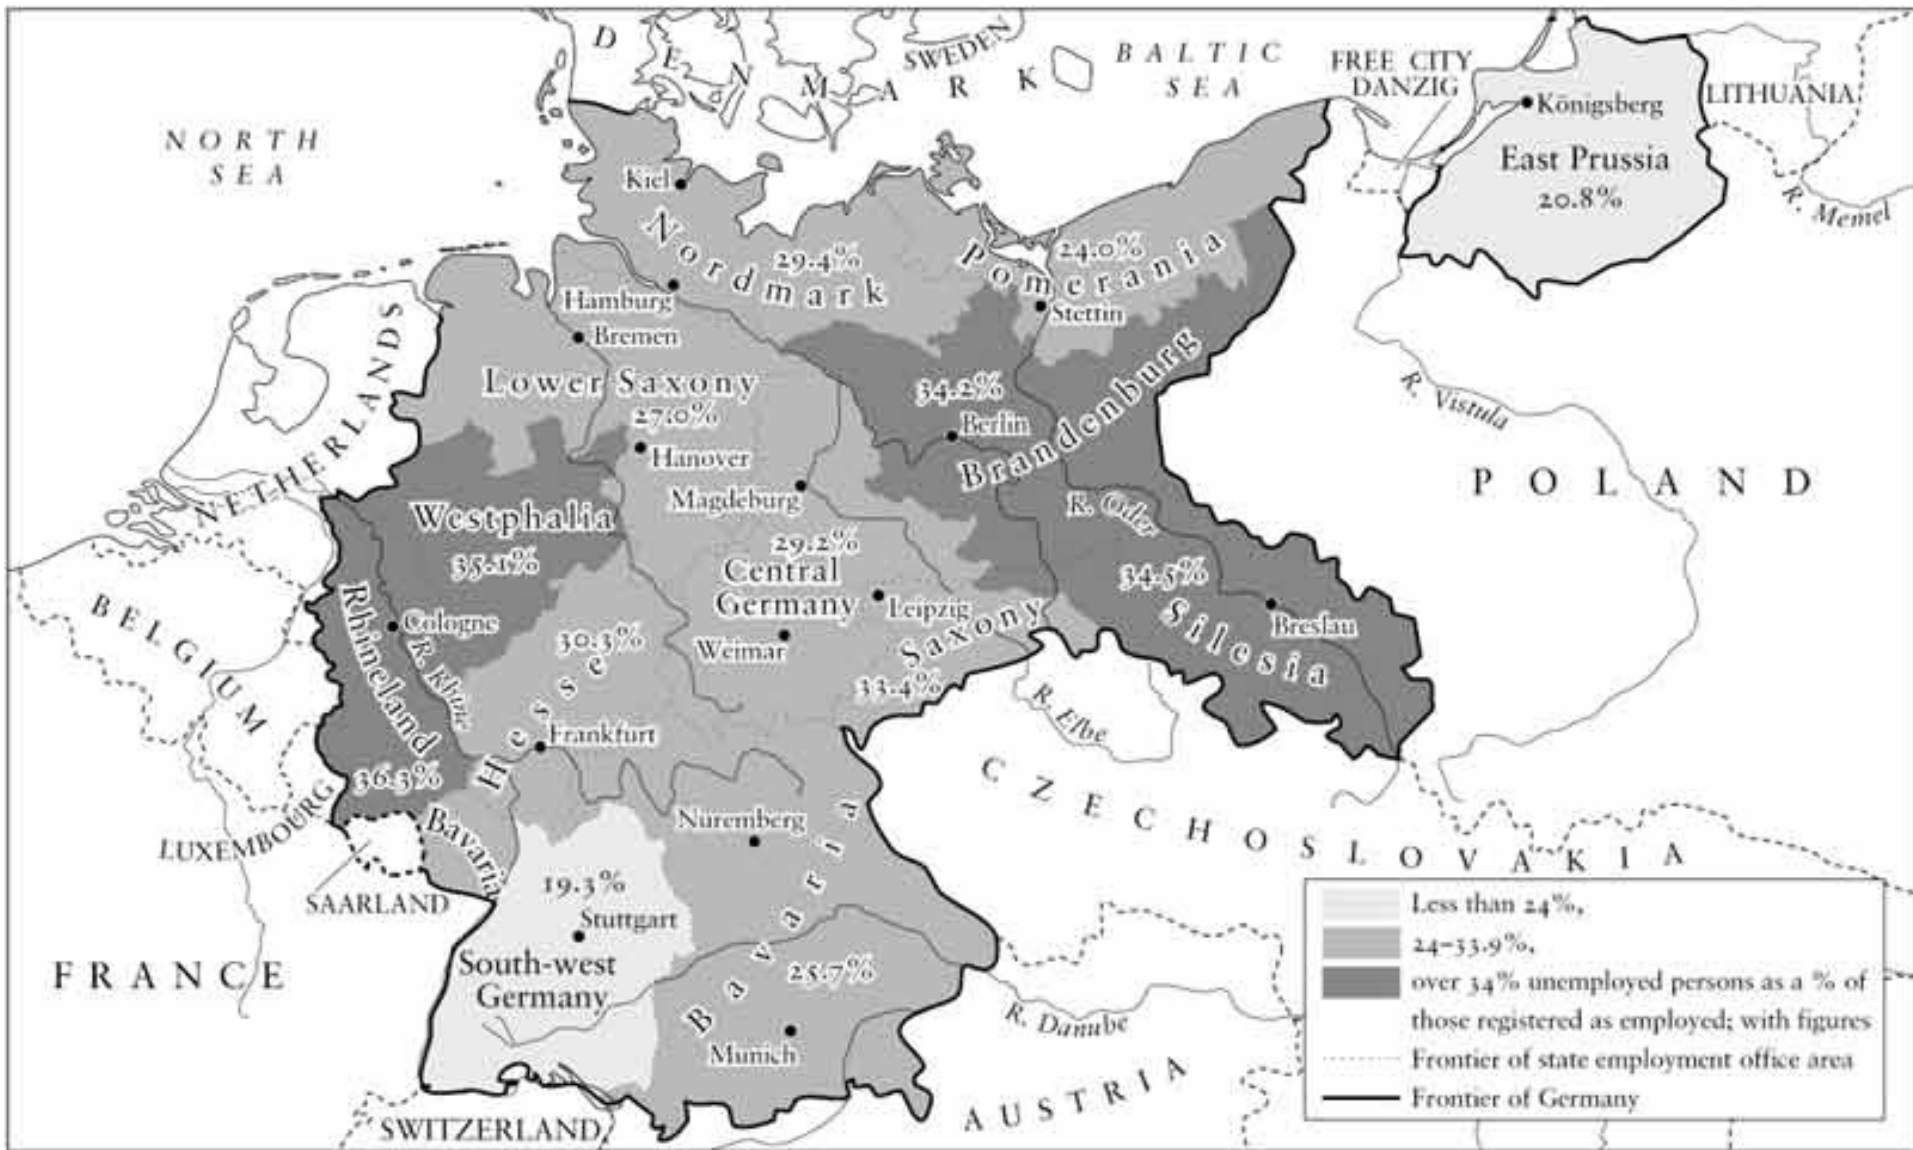 DENMARK
SWEDEN
BALTIC
SEA
FREE CITY
DANZIG
LITHUANIA
Königsberg
East Prussia
20.8%
R. Memel
NORTH
SEA
Kiel
Nordmark
29.4%
Pomerania
24.0%
Stettin
Hamburg
Bremen
NETHERLANDS
Lower Saxony
27.0%
Hanover
34.2%
Berlin
Brandenburg
R. Vistula
POLAND
Magdeburg
R. Oder
Westphalia
35.1%
29.2%
Central
Germany
Leipzig
Weimar
Saxony
33.4%
34.5%
Silesia
Breslau
BELGIUM
Rhineland
36.3%
Cologne
R. Rhine
30.3%
Hesse
Frankfurt
R. Elbe
CZECHOSLOVAKIA
LUXEMBOURG
SAARLAND
Bavaria
Nuremberg
19.3%
Stuttgart
South-west
Germany
Bavaria
25.7%
Munich
R. Danube
FRANCE
SWITZERLAND
AUSTRIA
Less than 24%,
24–33.9%,
over 34% unemployed persons as a % of
those registered as employed; with figures
Frontier of state employment office area
Frontier of Germany